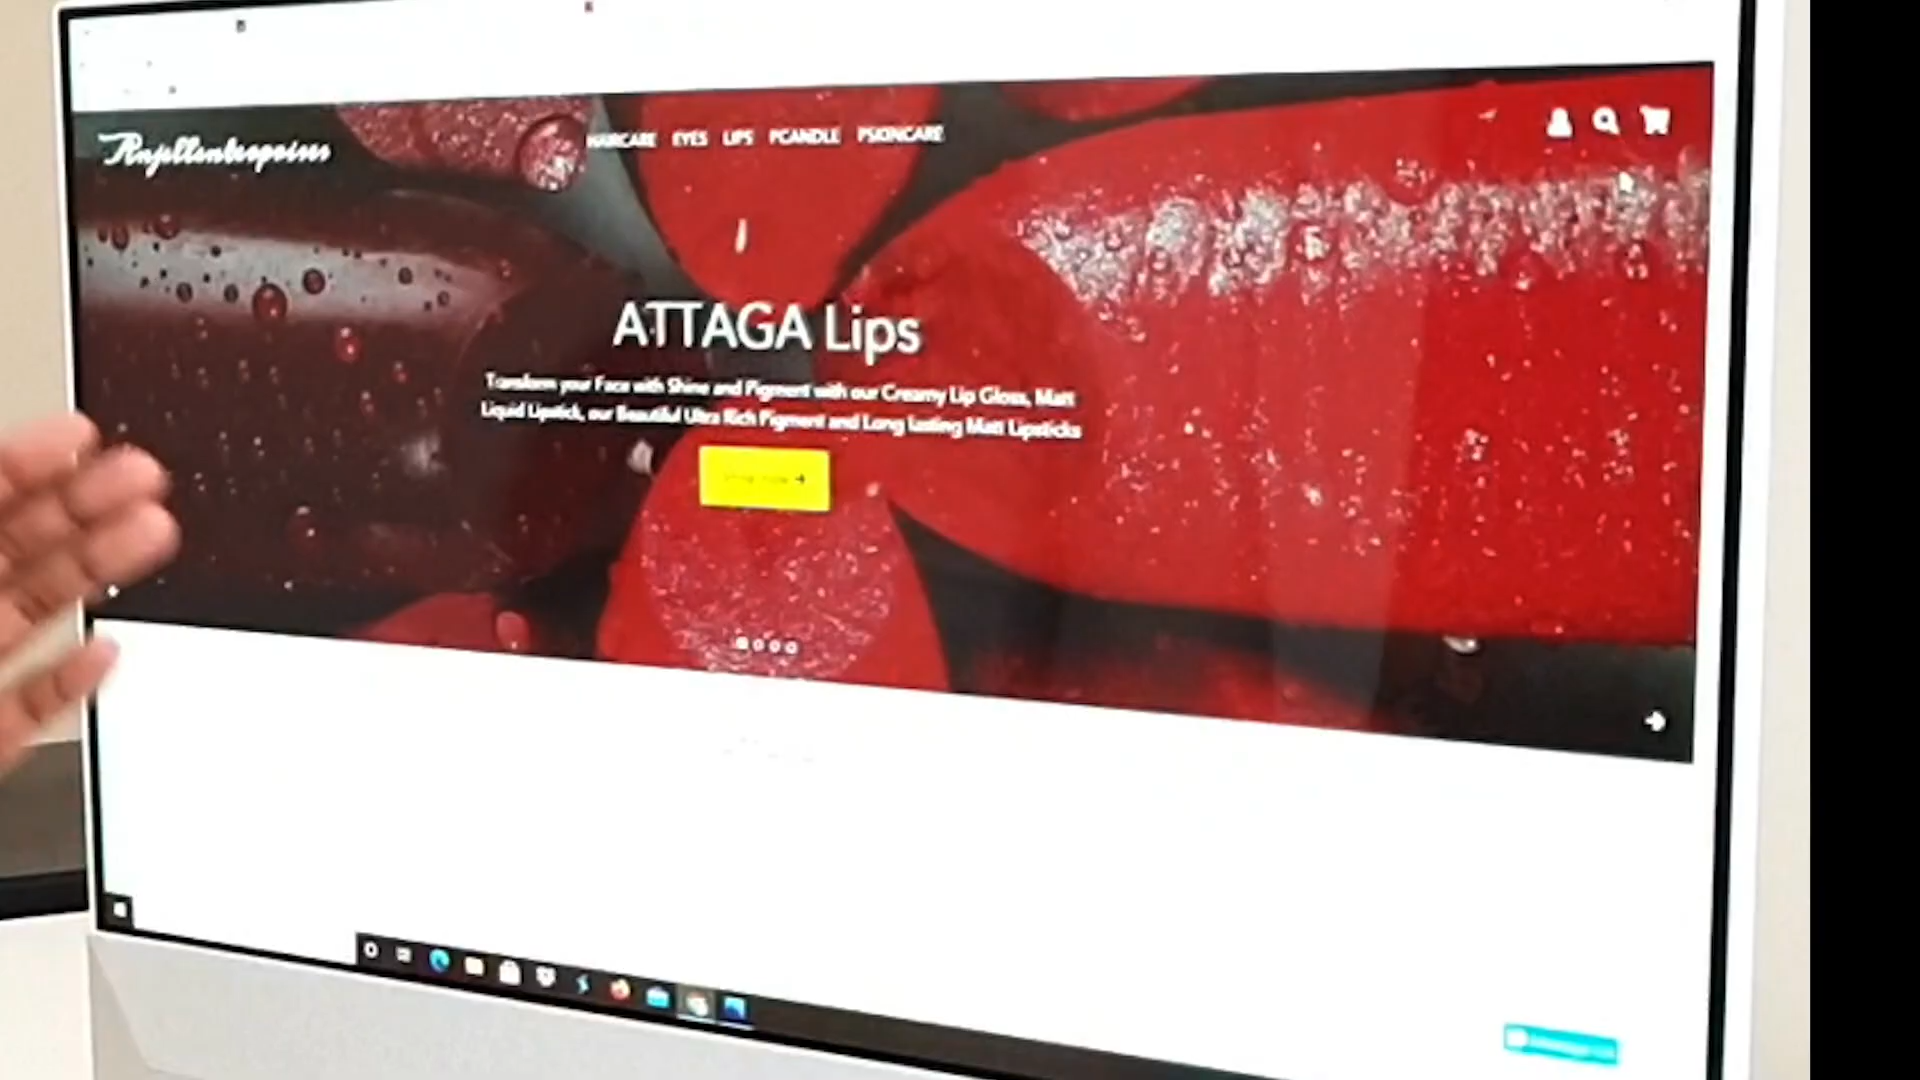 HAIRCARE EYES LIPS PCANDLE PSKINCARE
ATTAGA Lips
Transform your Face with Shine and Pigment with our Creamy Lip Gloss, Matt
Liquid Lipstick, our Beautiful Ultra Rich Pigment and Long lasting Matt Lipsticks